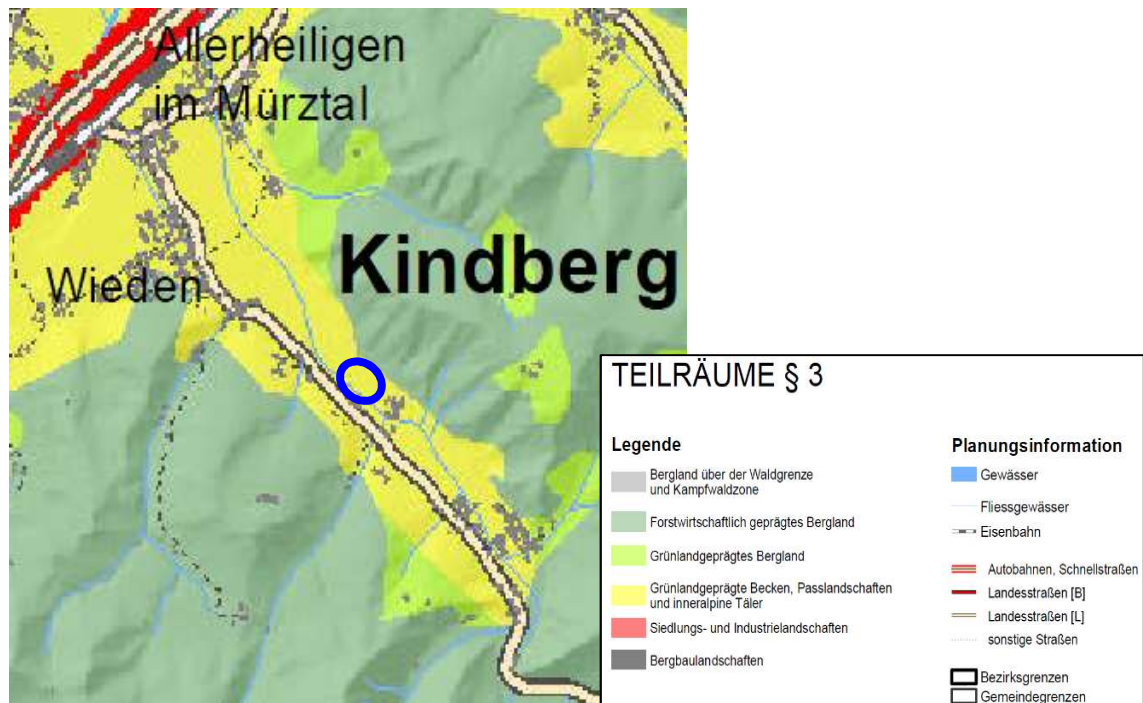 Allerheiligen
im Mürztal
Kindberg
Wieden
TEILRÄUME § 3
Legende
Bergland über der Waldgrenze
und Kampfwaldzone
Forstwirtschaftlich geprägtes Bergland
Grünlandgeprägtes Bergland
Grünlandgeprägte Becken, Passlandschaften
und inneralpine Täler
Siedlungs- und Industrielandschaften
Bergbaulandschaften
Planungsinformation
Gewässer
Fliessgewässer
Eisenbahn
Autobahnen, Schnellstraßen
Landesstraßen [B]
Landesstraßen [L]
sonstige Straßen
Bezirksgrenzen
Gemeindegrenzen